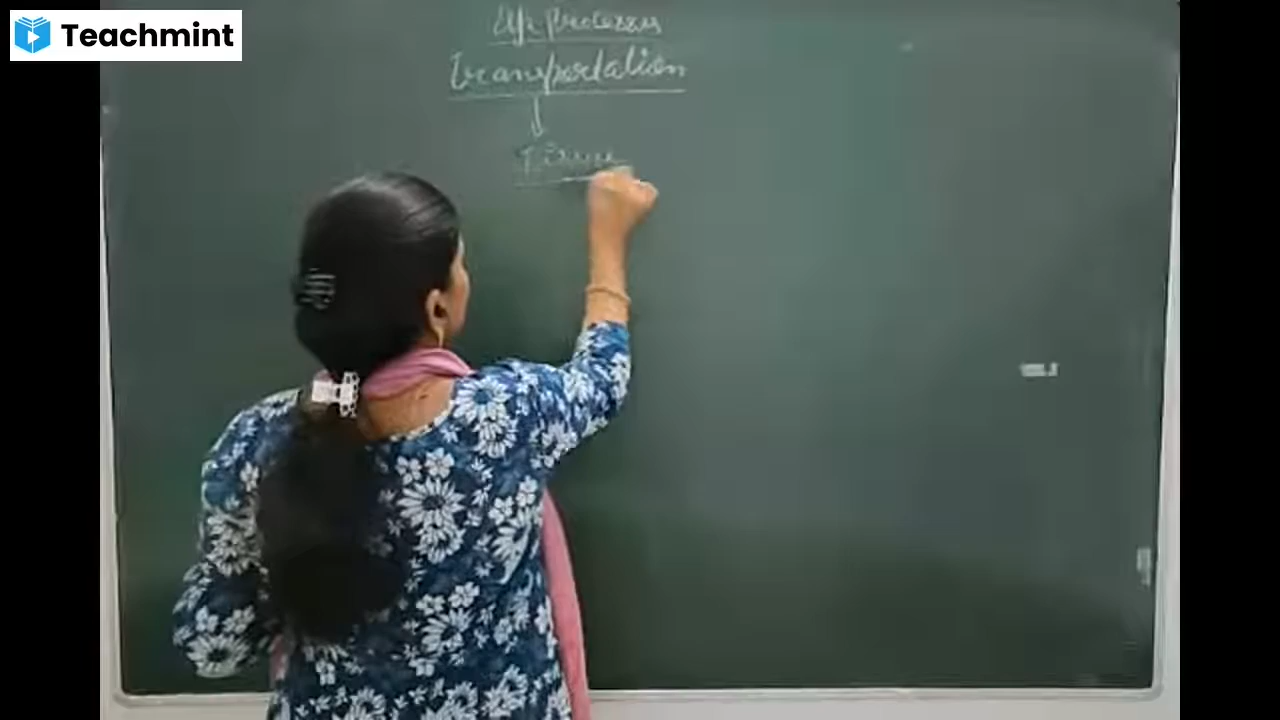 Teachmint
Life processes
Transportation
Tissue